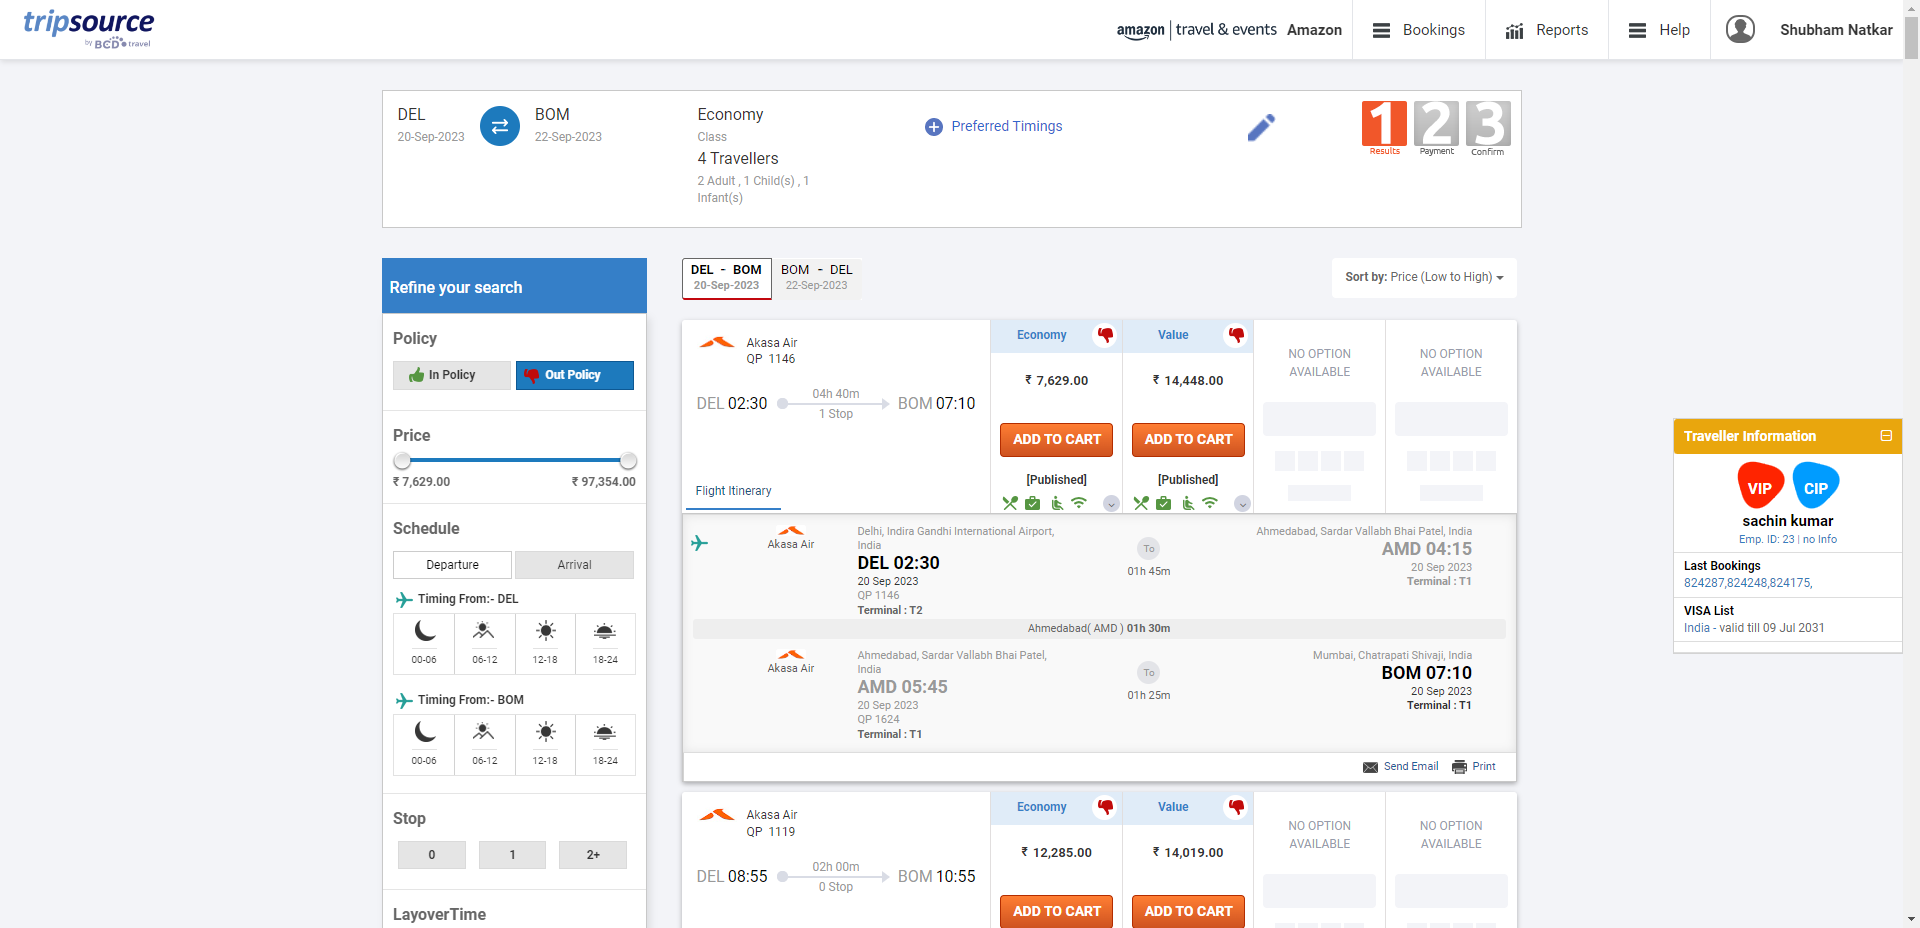 tripsource
by BCD travel
amazon | travel & events Amazon
Bookings
Reports
Help
Shubham Natkar
DEL
20-Sep-2023
BOM
22-Sep-2023
Economy
Class
4 Travellers
2 Adult , 1 Child(s) , 1
Infant(s)
Preferred Timings
1
Results
2
Payment
3
Confirm
Refine your search
Policy
In Policy
Out Policy
Price
₹ 7,629.00
₹ 97,354.00
Schedule
Departure
Arrival
Timing From:- DEL
00-06
06-12
12-18
18-24
Timing From:- BOM
00-06
06-12
12-18
18-24
Stop
0
1
2+
LayoverTime
DEL - BOM
20-Sep-2023
BOM - DEL
22-Sep-2023
Sort by: Price (Low to High)
Akasa Air
QP 1146
DEL 02:30
04h 40m
1 Stop
BOM 07:10
Flight Itinerary
Economy
₹ 7,629.00
ADD TO CART
[Published]
Value
₹ 14,448.00
ADD TO CART
[Published]
NO OPTION
AVAILABLE
NO OPTION
AVAILABLE
Akasa Air
Delhi, Indira Gandhi International Airport,
India
DEL 02:30
20 Sep 2023
QP 1146
Terminal : T2
To
01h 45m
Ahmedabad, Sardar Vallabh Bhai Patel, India
AMD 04:15
20 Sep 2023
Terminal : T1
Ahmedabad( AMD ) 01h 30m
Akasa Air
Ahmedabad, Sardar Vallabh Bhai Patel,
India
AMD 05:45
20 Sep 2023
QP 1624
Terminal : T1
To
01h 25m
Mumbai, Chatrapati Shivaji, India
BOM 07:10
20 Sep 2023
Terminal : T1
Send Email
Print
Akasa Air
QP 1119
DEL 08:55
02h 00m
0 Stop
BOM 10:55
Economy
₹ 12,285.00
ADD TO CART
Value
₹ 14,019.00
ADD TO CART
NO OPTION
AVAILABLE
NO OPTION
AVAILABLE
Traveller Information
VIP
CIP
sachin kumar
Emp. ID: 23 | no Info
Last Bookings
824287,824248,824175,
VISA List
India - valid till 09 Jul 2031